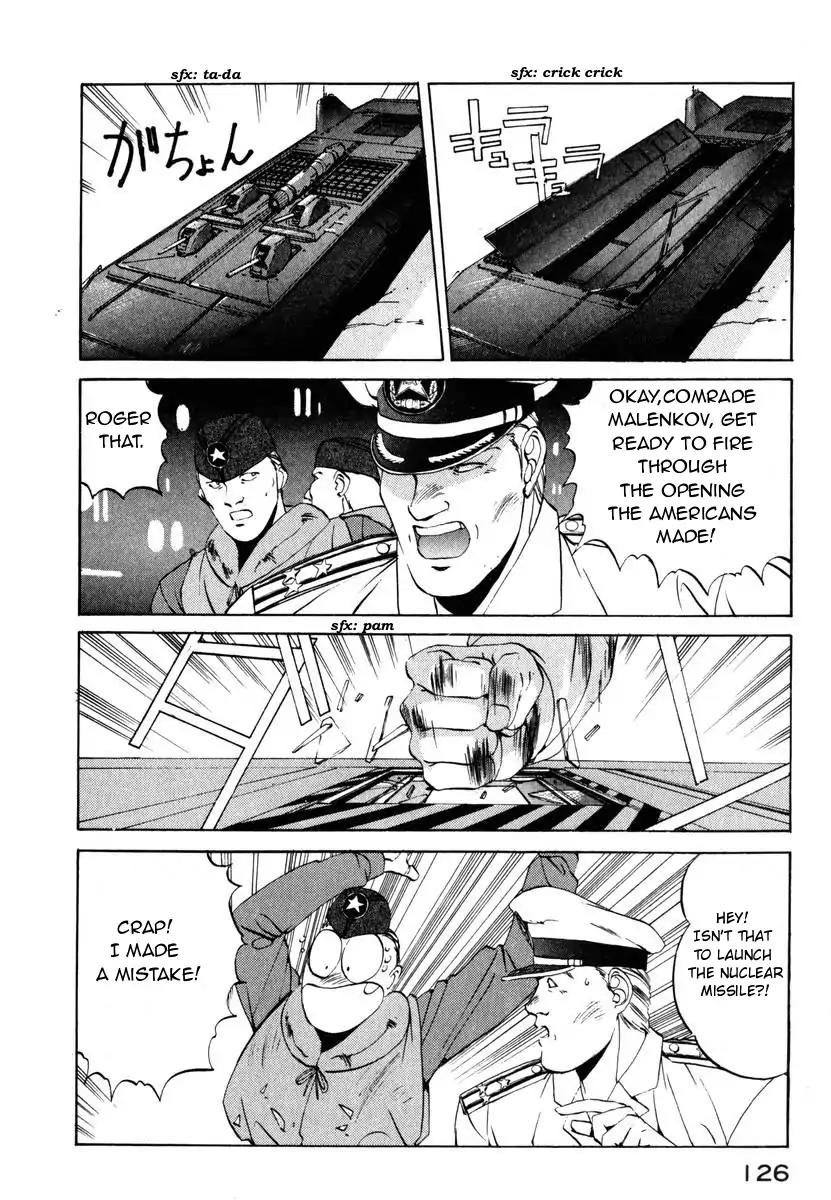 sfx: crick crick
キュラ
キュラ
sfx: ta-da
がちょん
OKAY,COMRADE
MALENKOV, GET
READY TO FIRE
THROUGH
THE OPENING
THE AMERICANS
MADE!
ROGER
THAT.
sfx: pam
HEY!
ISN'T THAT
TO LAUNCH
THE NUCLEAR
MISSILE?!
CRAP!
I MADE
A MISTAKE!
126